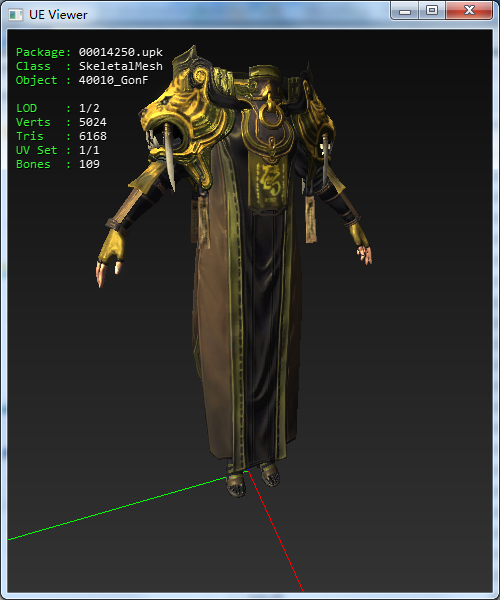 UE Viewer
Package: 00014250.upk
Class : SkeletalMesh
Object : 40010_GonF
LOD : 1/2
Verts : 5024
Tris : 6168
UV Set : 1/1
Bones : 109